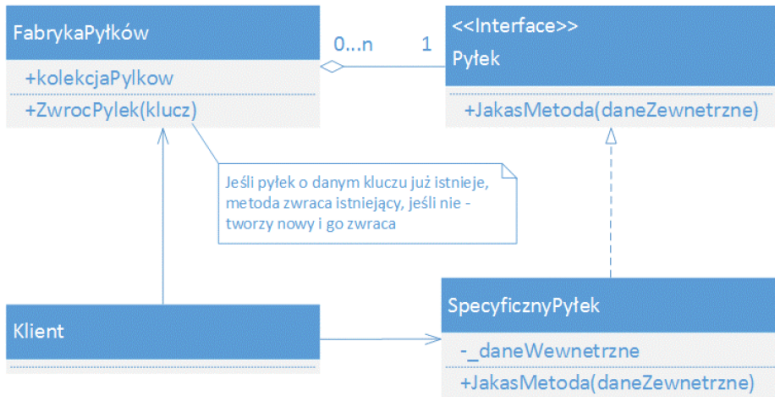 FabrykaPyłków
+kolekcjaPylkow
+ZwrocPylek(klucz)
0...n
1
<<Interface>>
Pyłek
+JakasMetoda(daneZewnetrzne)
Jeśli pyłek o danym kluczu już istnieje,
metoda zwraca istniejący, jeśli nie -
tworzy nowy i go zwraca
Klient
SpecyficznyPyłek
-_daneWewnetrzne
+JakasMetoda(daneZewnetrzne)